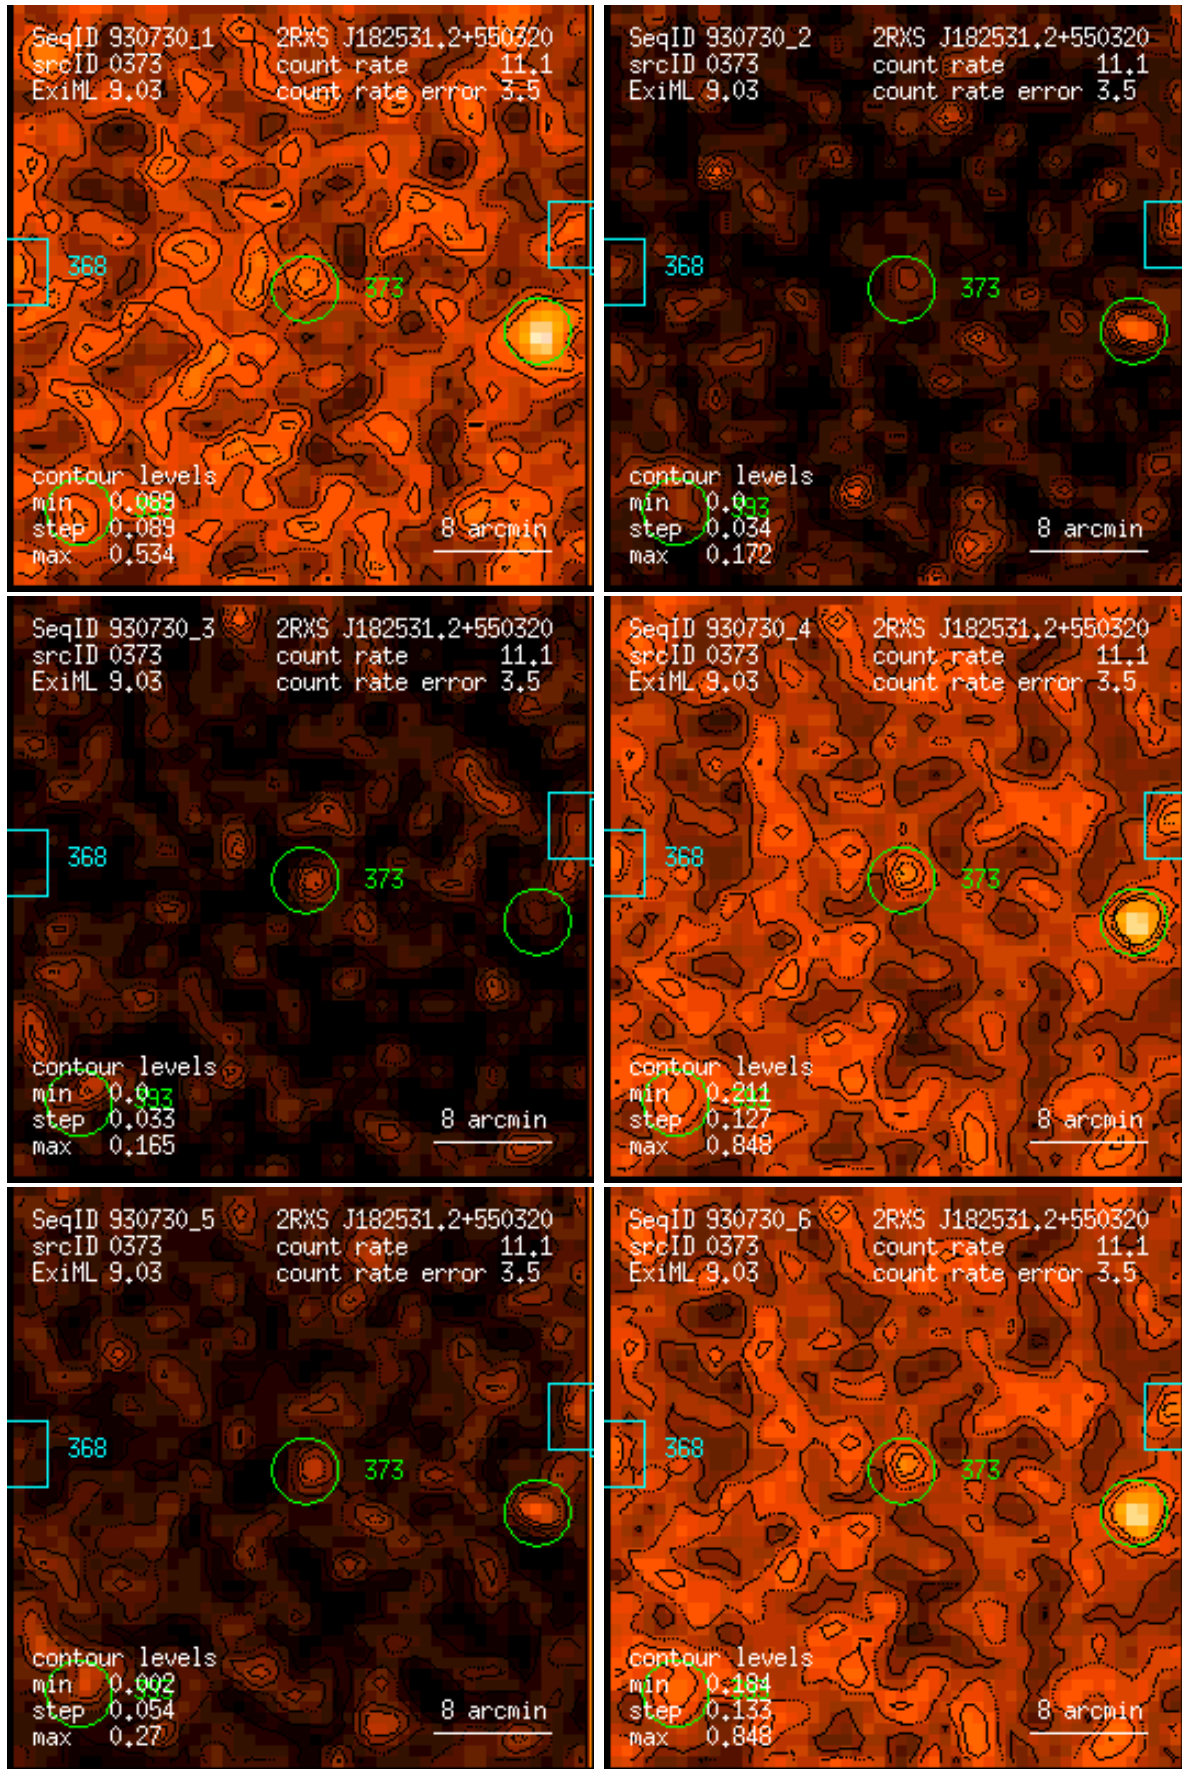 SeqID 930730_1 2RXS J182531.2+550320
srcID 0373 count rate 11.1
ExiML 9.03 count rate error 3.5
368
373
contour levels
min 0.089
step 0.089
max 0.534
8 arcmin
SeqID 930730_2 2RXS J182531.2+550320
srcID 0373 count rate 11.1
ExiML 9.03 count rate error 3.5
368
373
contour levels
min 0.0
393
step 0.034
max 0.172
8 arcmin
SeqID 930730_3 2RXS J182531.2+550320
srcID 0373 count rate 11.1
ExiML 9.03 count rate error 3.5
368
373
contour levels
min 0.0
393
step 0.033
max 0.165
8 arcmin
SeqID 930730_4 2RXS J182531.2+550320
srcID 0373 count rate 11.1
ExiML 9.03 count rate error 3.5
368
373
contour levels
min 0.211
step 0.127
max 0.848
8 arcmin
SeqID 930730_5 2RXS J182531.2+550320
srcID 0373 count rate 11.1
ExiML 9.03 count rate error 3.5
368
373
contour levels
min 0.002
step 0.054
max 0.27
8 arcmin
SeqID 930730_6 2RXS J182531.2+550320
srcID 0373 count rate 11.1
ExiML 9.03 count rate error 3.5
368
373
contour levels
min 0.184
step 0.133
max 0.848
8 arcmin